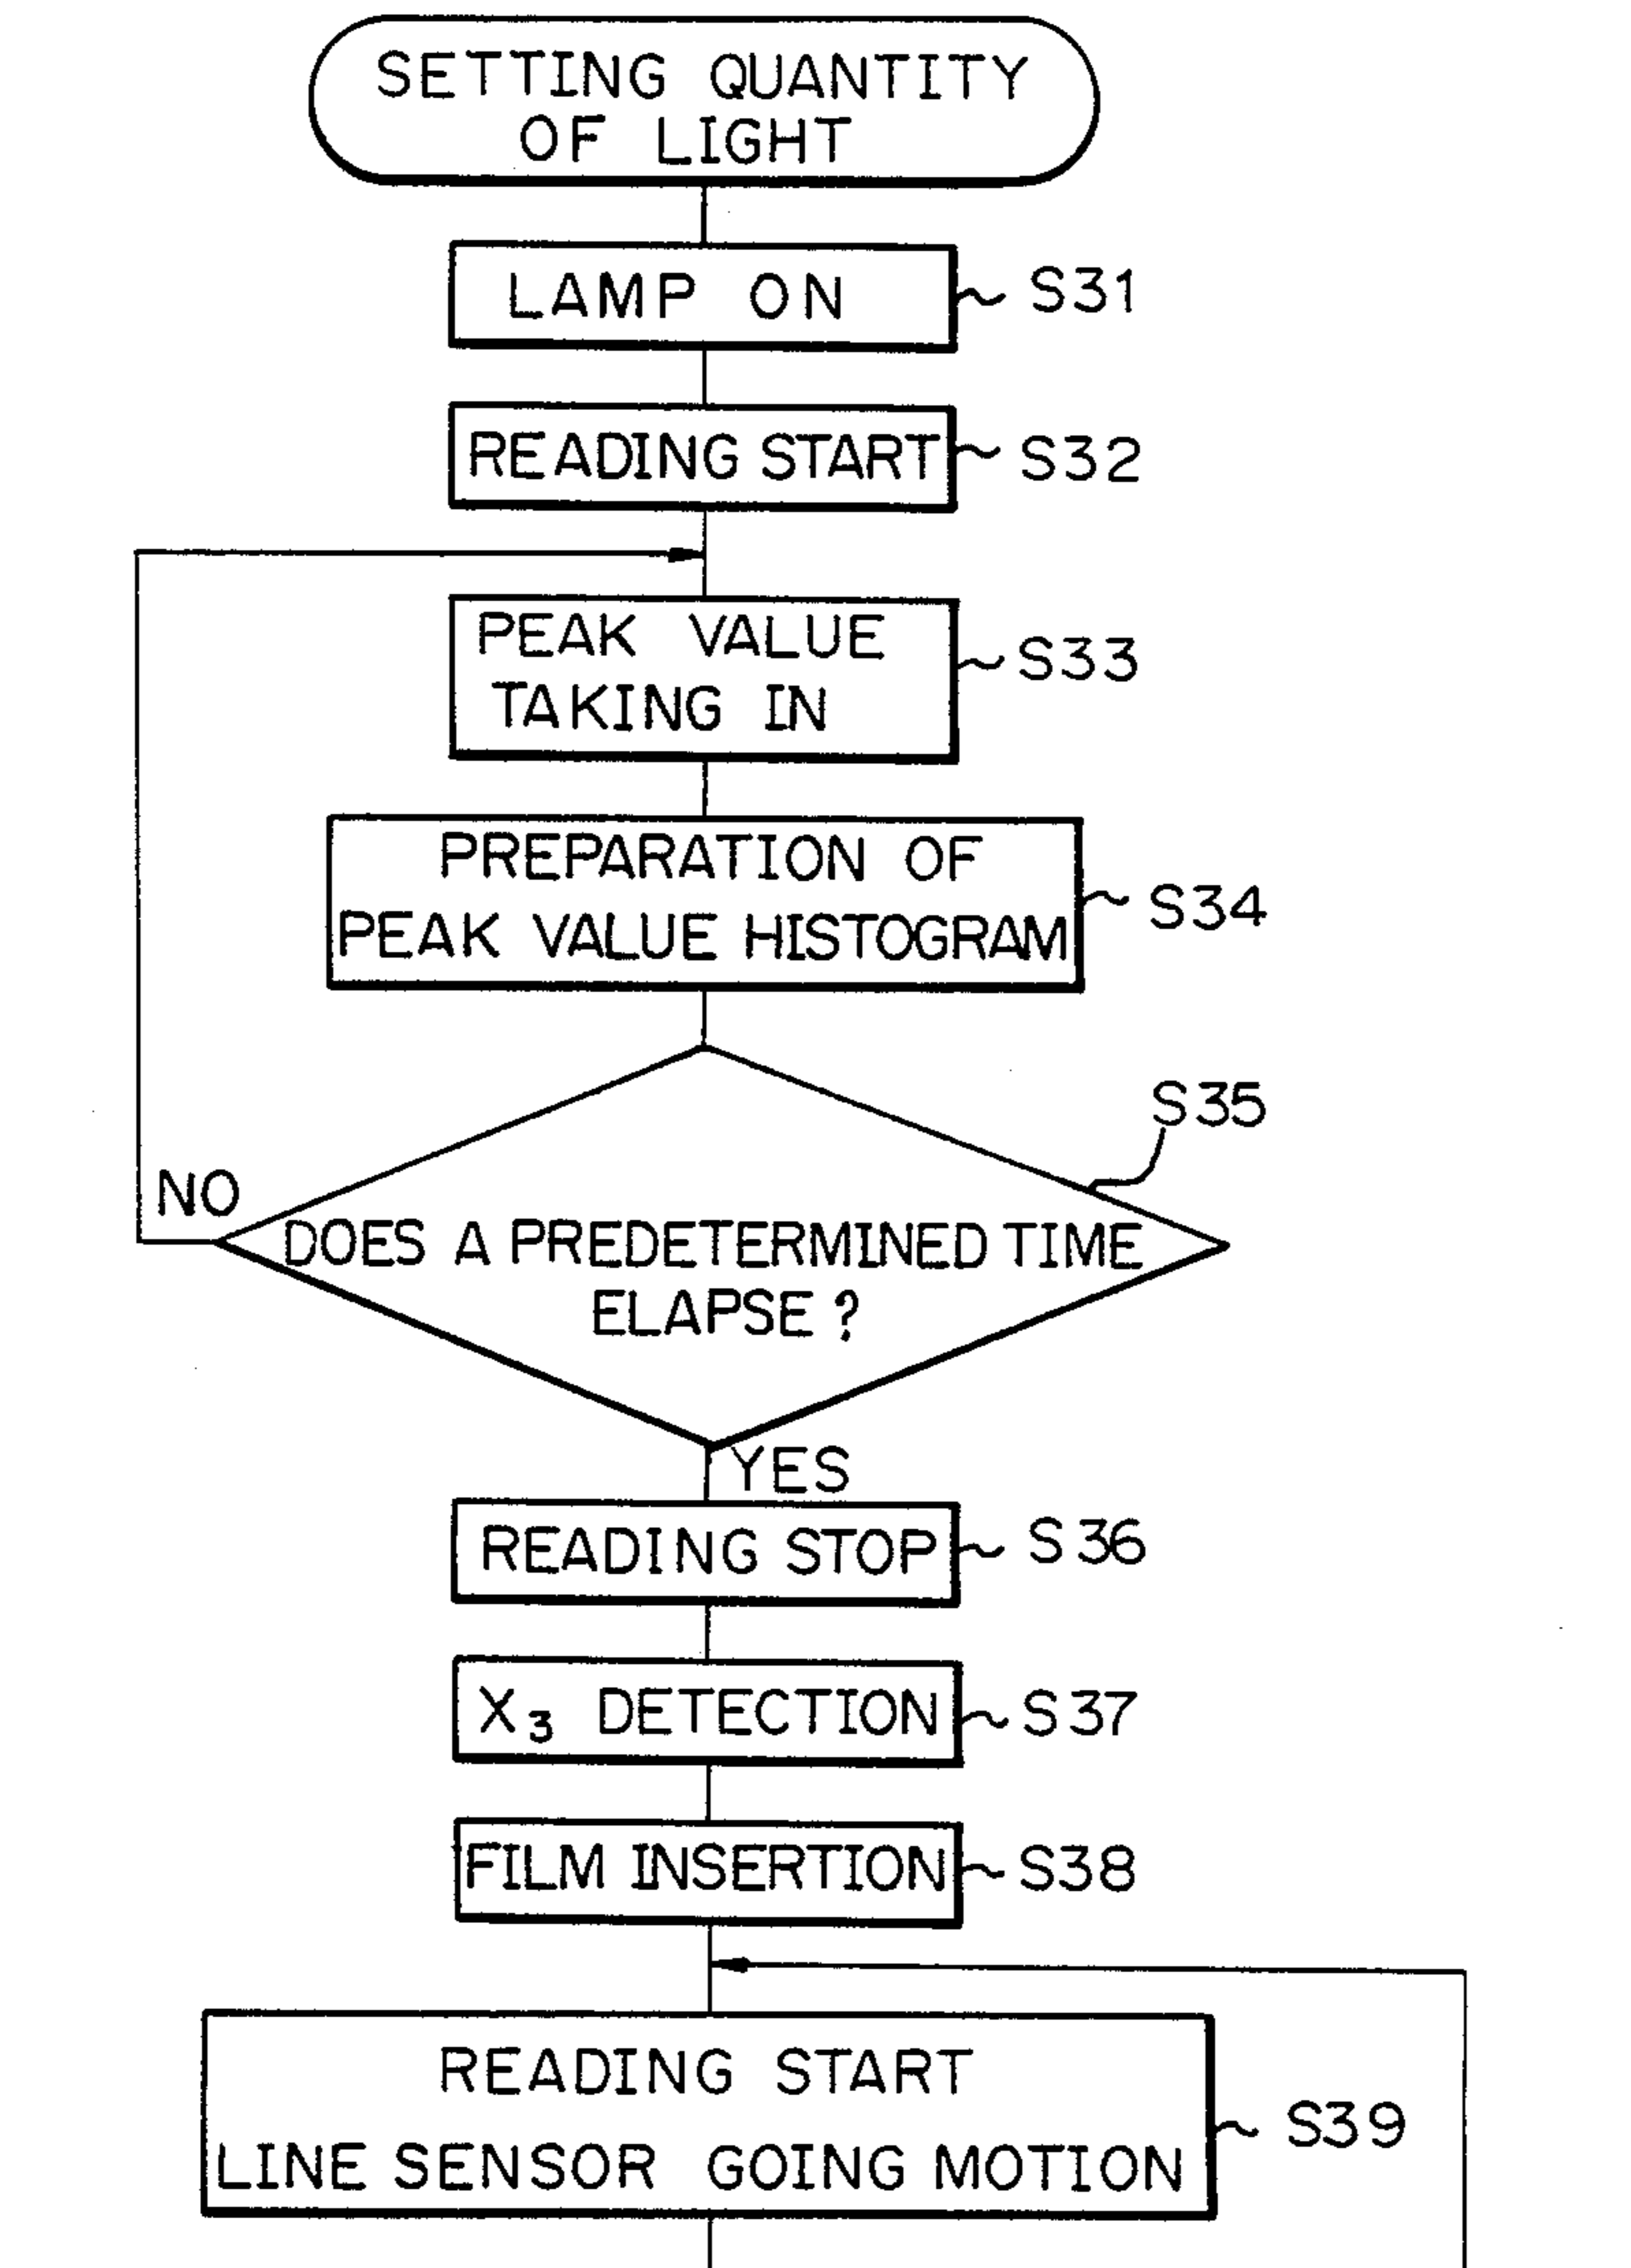 SETTING QUANTITY
OF LIGHT
LAMP ON
S31
READING START
S32
PEAK VALUE
TAKING IN
S33
PREPARATION OF
PEAK VALUE HISTOGRAM
S34
S35
NO
DOES A PREDETERMINED TIME
ELAPSE ?
YES
READING STOP
S36
X₃ DETECTION
S37
FILM INSERTION
S38
READING START
LINE SENSOR GOING MOTION
S39